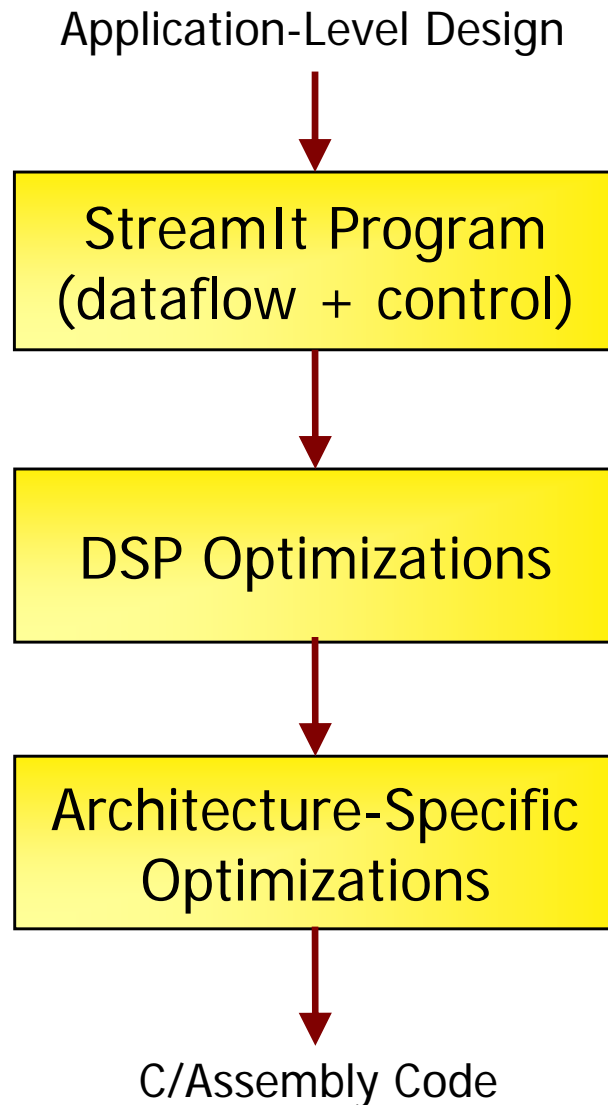 Application-Level Design
StreamIt Program
(dataflow + control)
DSP Optimizations
Architecture-Specific
Optimizations
C/Assembly Code